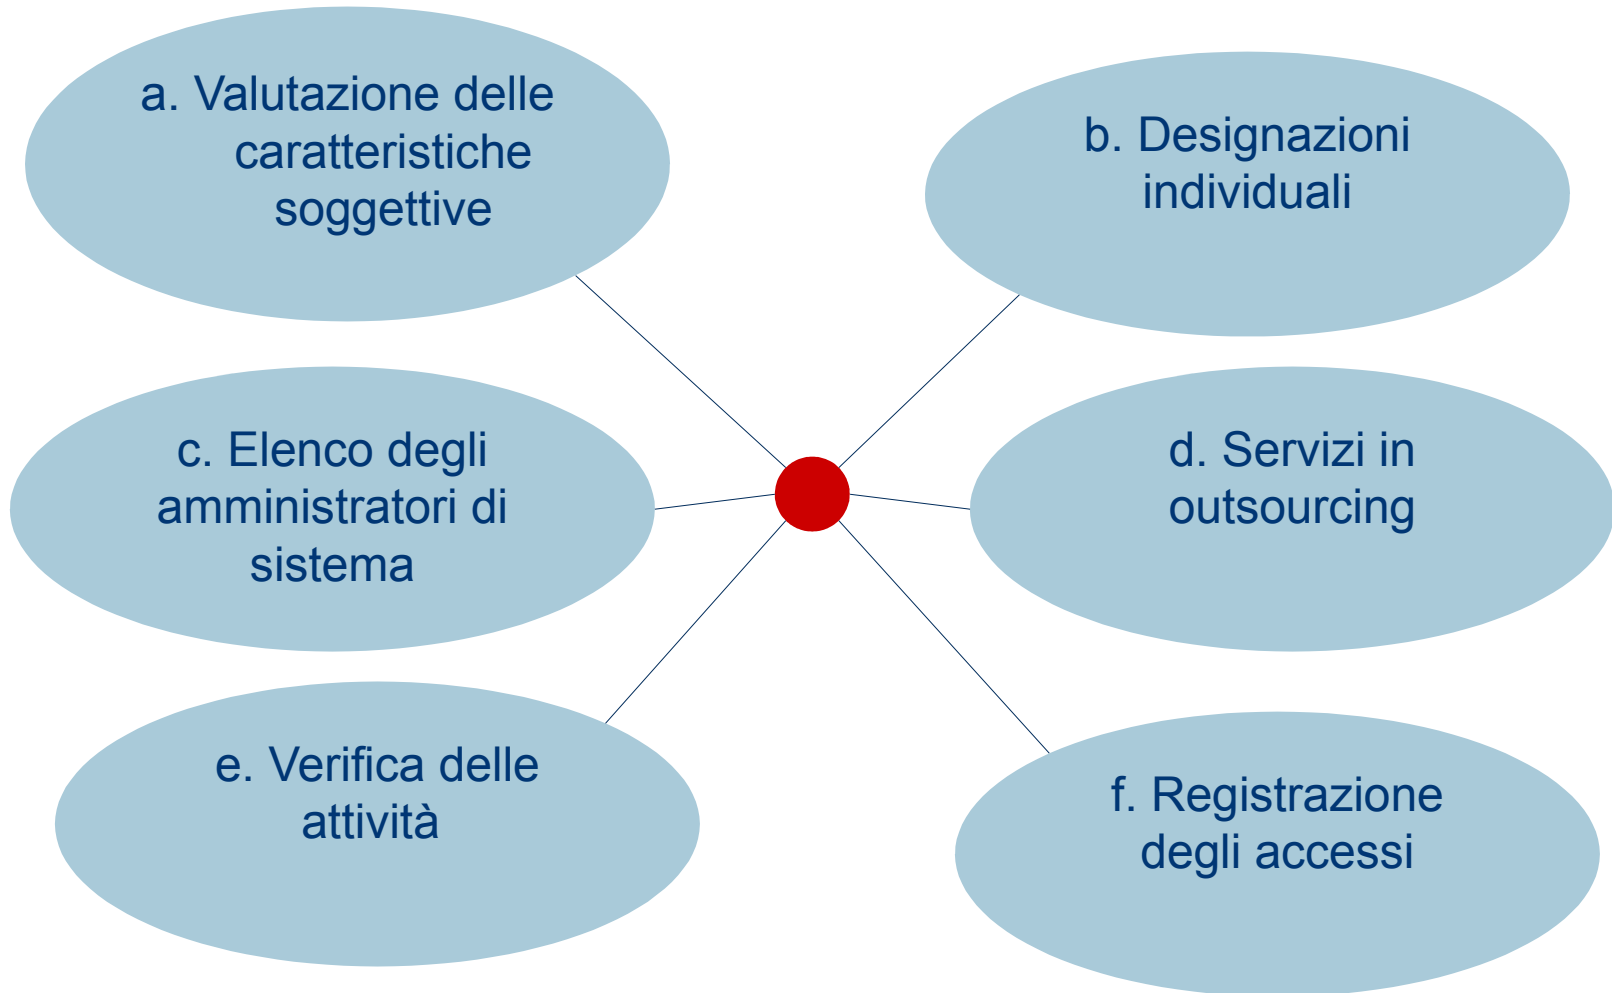 a. Valutazione delle
caratteristiche
soggettive
b. Designazioni
individuali
c. Elenco degli
amministratori di
sistema
d. Servizi in
outsourcing
e. Verifica delle
attività
f. Registrazione
degli accessi